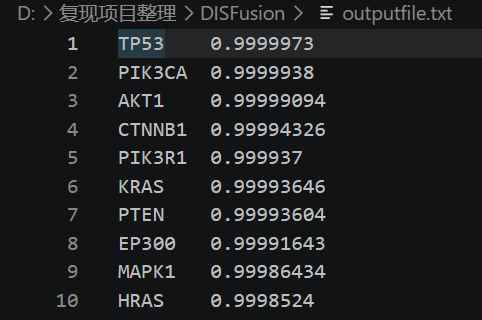 D: > 复现项目整理 > DISFusion > outputfile.txt
1 TP53 0.9999973
2 PIK3CA 0.9999938
3 AKT1 0.99999094
4 CTNNB1 0.99994326
5 PIK3R1 0.999937
6 KRAS 0.99993646
7 PTEN 0.99993604
8 EP300 0.99991643
9 MAPK1 0.99986434
10 HRAS 0.9998524